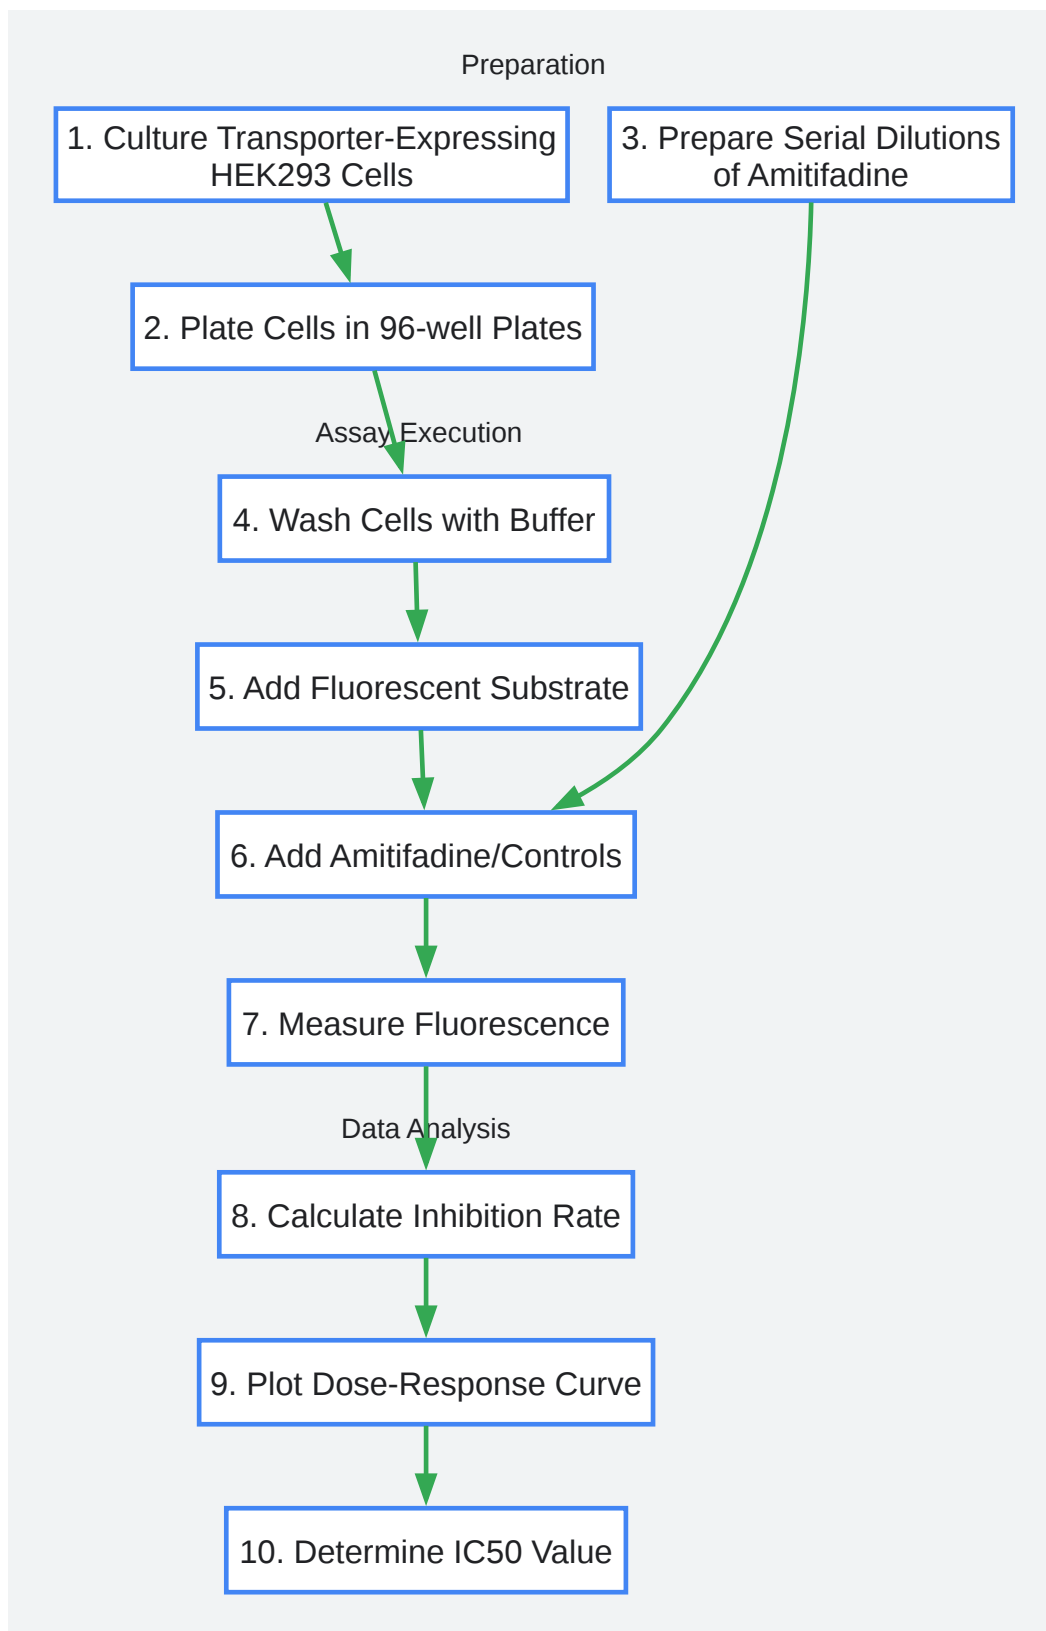 Preparation
1. Culture Transporter-Expressing
HEK293 Cells
3. Prepare Serial Dilutions
of Amitifadine
2. Plate Cells in 96-well Plates
Assay Execution
4. Wash Cells with Buffer
5. Add Fluorescent Substrate
6. Add Amitifadine/Controls
7. Measure Fluorescence
Data Analysis
8. Calculate Inhibition Rate
9. Plot Dose-Response Curve
10. Determine IC50 Value